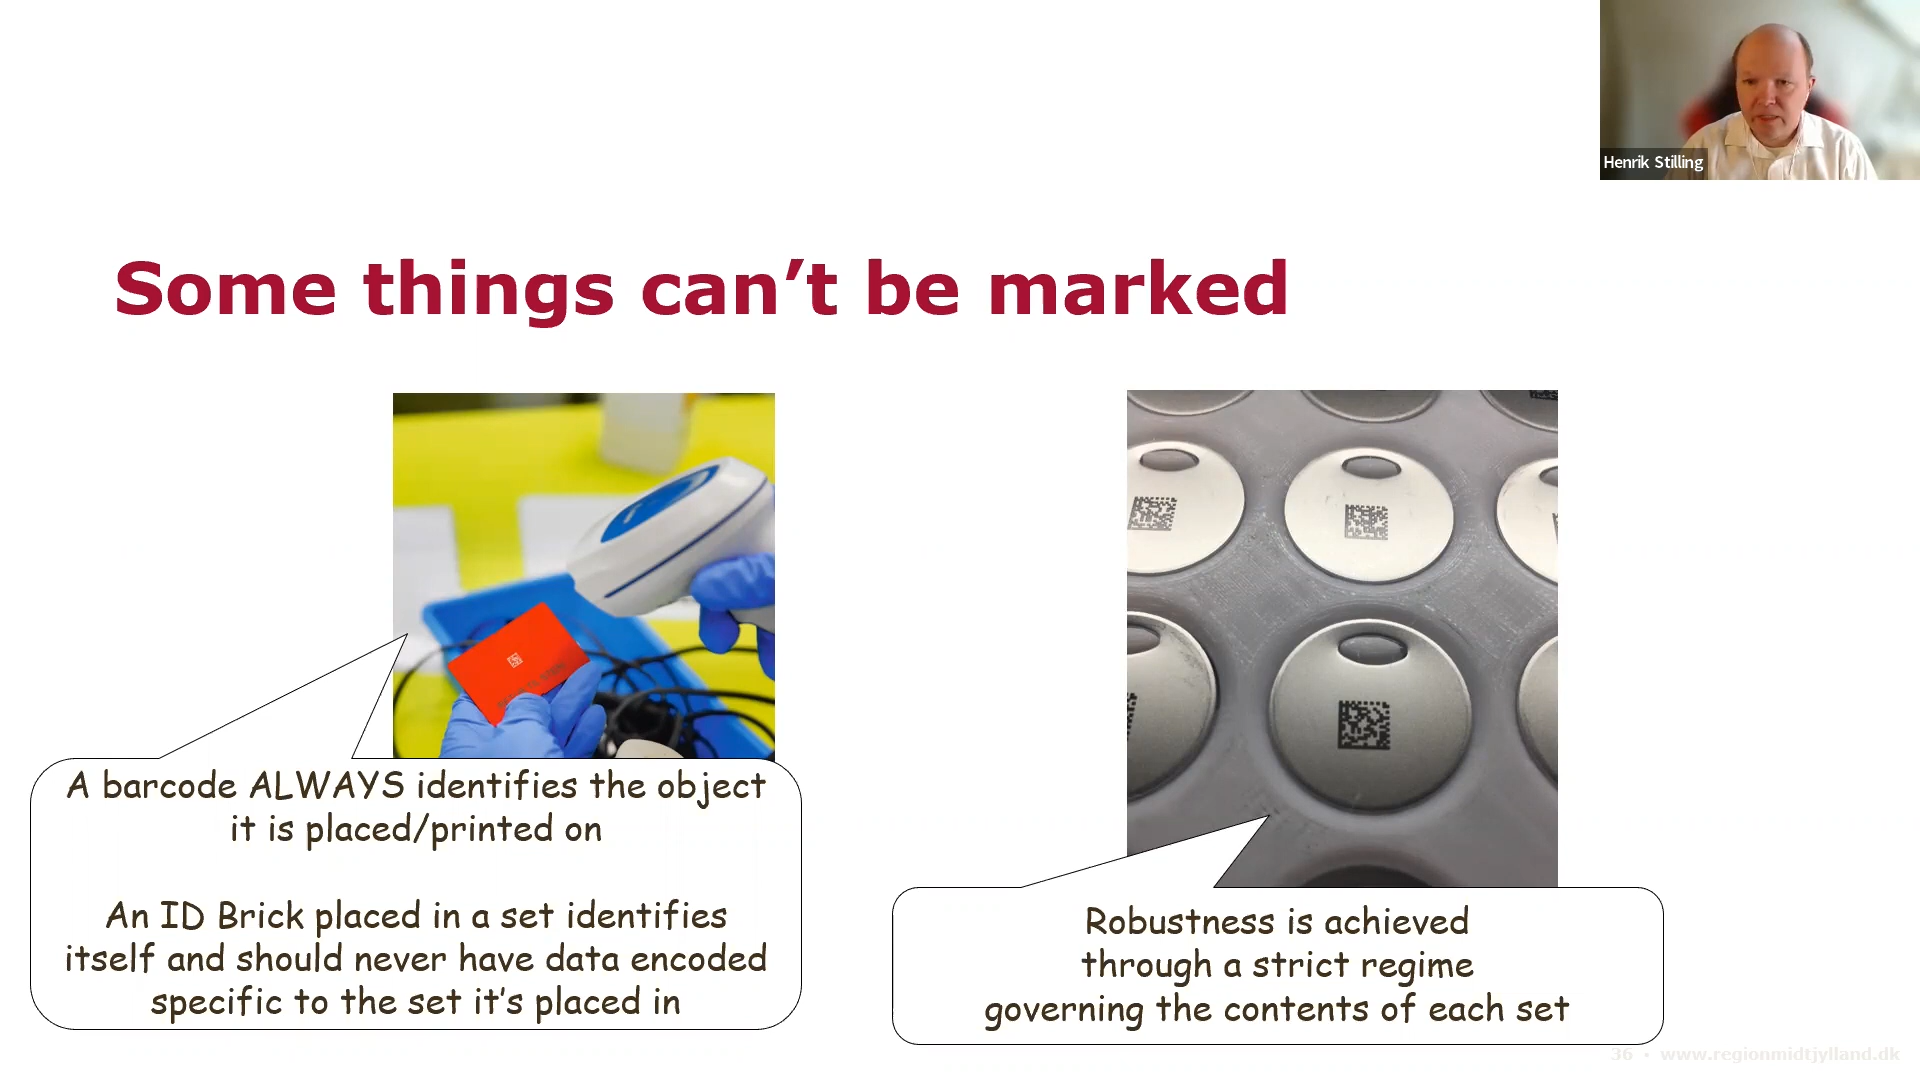 Henrik Stilling
Some things can’t be marked
A barcode ALWAYS identifies the object
it is placed/printed on
An ID Brick placed in a set identifies
itself and should never have data encoded
specific to the set it’s placed in
Robustness is achieved
through a strict regime
governing the contents of each set
36 • www.regionmidtjylland.dk